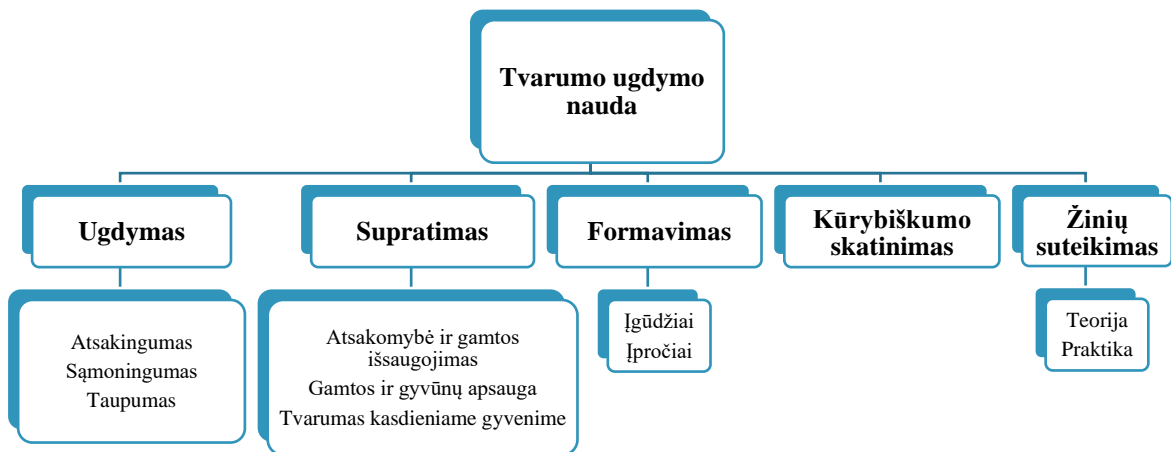 Tvarumo ugdymo
nauda
Ugdymas
Supratimas
Formavimas
Kūrybiškumo
skatinimas
Žinių
suteikimas
Atsakingumas
Sąmoningumas
Taupumas
Atsakomybė ir gamtos
išsaugojimas
Gamtos ir gyvūnų apsauga
Tvarumas kasdieniame gyvenime
Įgūdžiai
Įpročiai
Teorija
Praktika